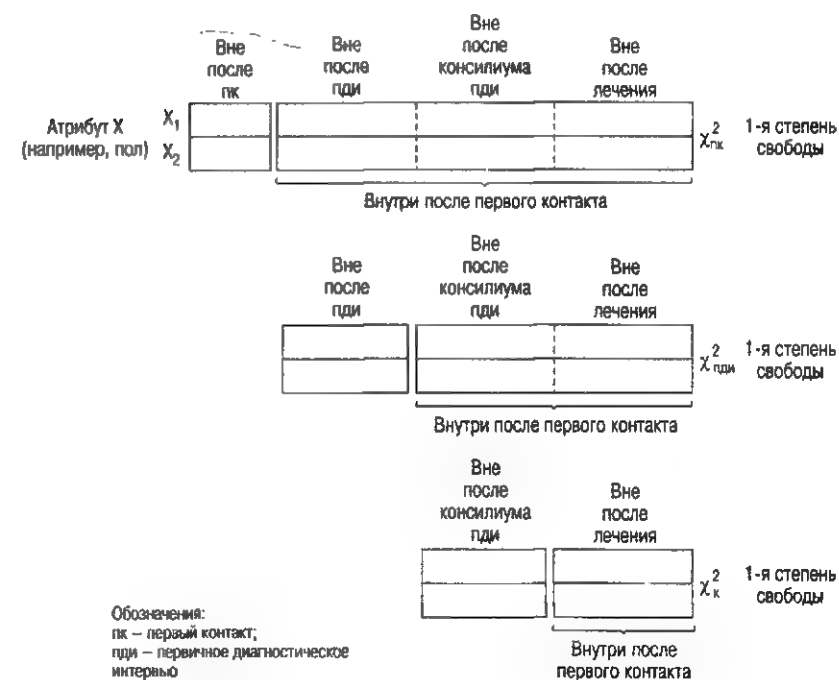 Вне
после
пк
Вне
после
пди
Вне
после
консилиума
пди
Вне
после
лечения
Атрибут X
(например, пол)
X₁
X₂
χ²пк
1-я степень
свободы
Внутри после первого контакта
Вне
после
пди
Вне
после
консилиума
пди
Вне
после
лечения
χ²пди
1-я степень
свободы
Внутри после первого контакта
Вне
после
консилиума
пди
Вне
после
лечения
χ²к
1-я степень
свободы
Внутри после
первого контакта
Обозначения:
пк – первый контакт;
пди – первичное диагностическое
интервью